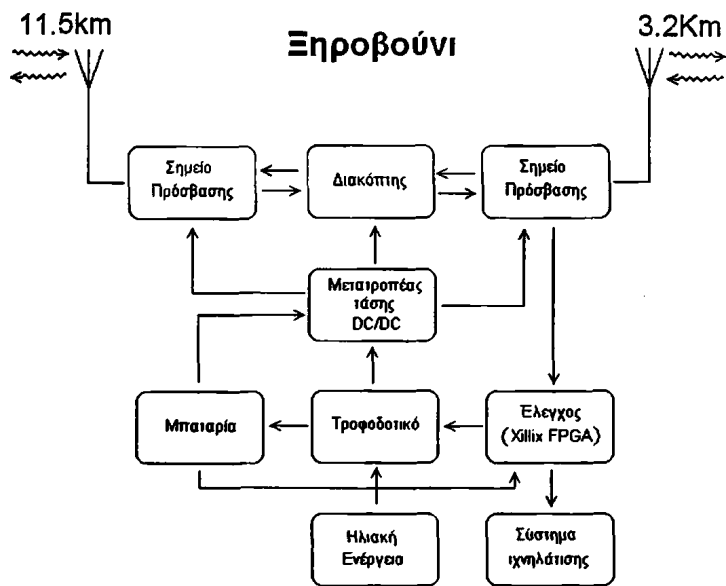 11.5km
Ξηροβούνι
3.2Km
Σημείο
Πρόσβασης
Διακόπτης
Σημείο
Πρόσβασης
Μετατροπέας
τάσης
DC/DC
Μπαταρία
Τροφοδοτικό
Έλεγχος
(Xillix FPGA)
Ηλιακή
Ενέργεια
Σύστημα
ιχνηλάτισης